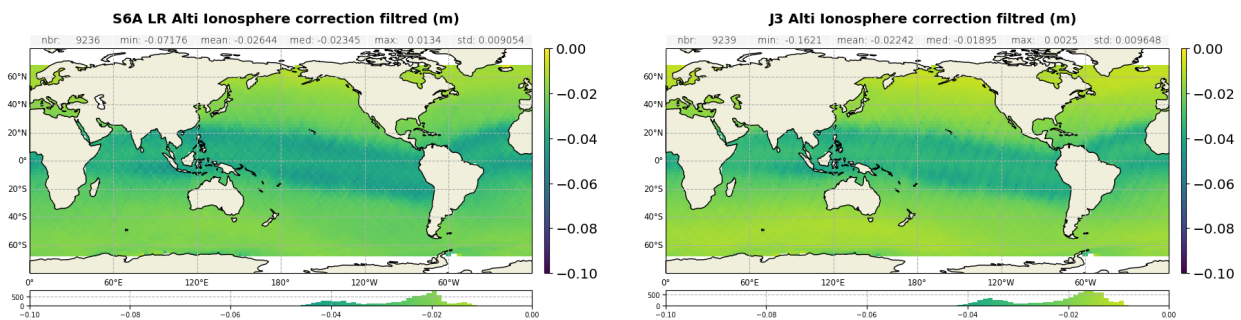 S6A LR Alti Ionosphere correction filtred (m)
nbr: 9236 min: -0.07176 mean: -0.02644 med: -0.02345 max: 0.0134 std: 0.009054
60°N
40°N
20°N
0°
20°S
40°S
60°S
0°E 60°E 120°E 180° 120°W 60°W
0.00
−0.02
−0.04
−0.06
−0.08
−0.10
500
0
−0.10 −0.08 −0.06 −0.04 −0.02 0.00
J3 Alti Ionosphere correction filtred (m)
nbr: 9239 min: -0.1621 mean: -0.02242 med: -0.01895 max: 0.0025 std: 0.009648
60°N
40°N
20°N
0°
20°S
40°S
60°S
0°E 60°E 120°E 180° 120°W 60°W
0.00
−0.02
−0.04
−0.06
−0.08
−0.10
500
0
−0.10 −0.08 −0.06 −0.04 −0.02 0.00